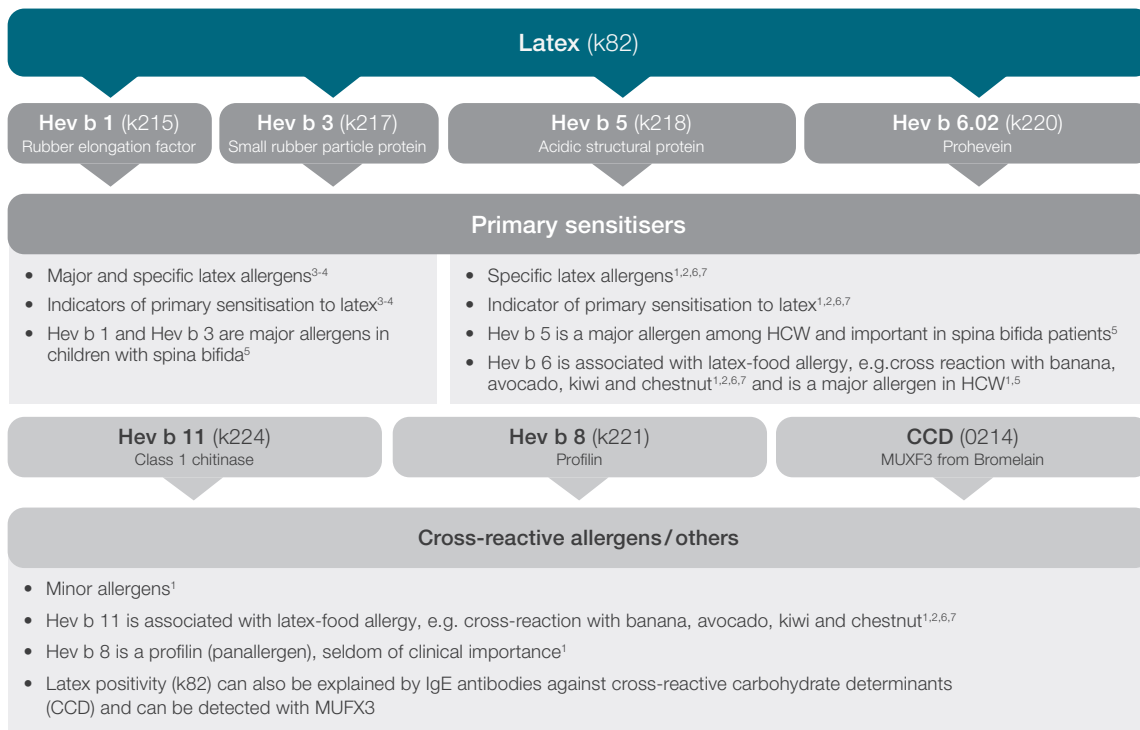 Latex (k82)
Hev b 1 (k215)
Rubber elongation factor
Hev b 3 (k217)
Small rubber particle protein
Hev b 5 (k218)
Acidic structural protein
Hev b 6.02 (k220)
Prohevein
Primary sensitisers
• Major and specific latex allergens3-4
• Indicators of primary sensitisation to latex3-4
• Hev b 1 and Hev b 3 are major allergens in
children with spina bifida5
• Specific latex allergens1,2,6,7
• Indicator of primary sensitisation to latex1,2,6,7
• Hev b 5 is a major allergen among HCW and important in spina bifida patients5
• Hev b 6 is associated with latex-food allergy, e.g.cross reaction with banana,
avocado, kiwi and chestnut1,2,6,7 and is a major allergen in HCW1,5
Hev b 11 (k224)
Class 1 chitinase
Hev b 8 (k221)
Profilin
CCD (0214)
MUXF3 from Bromelain
Cross-reactive allergens/others
• Minor allergens1
• Hev b 11 is associated with latex-food allergy, e.g. cross-reaction with banana, avocado, kiwi and chestnut1,2,6,7
• Hev b 8 is a profilin (panallergen), seldom of clinical importance1
• Latex positivity (k82) can also be explained by IgE antibodies against cross-reactive carbohydrate determinants
(CCD) and can be detected with MUFX3